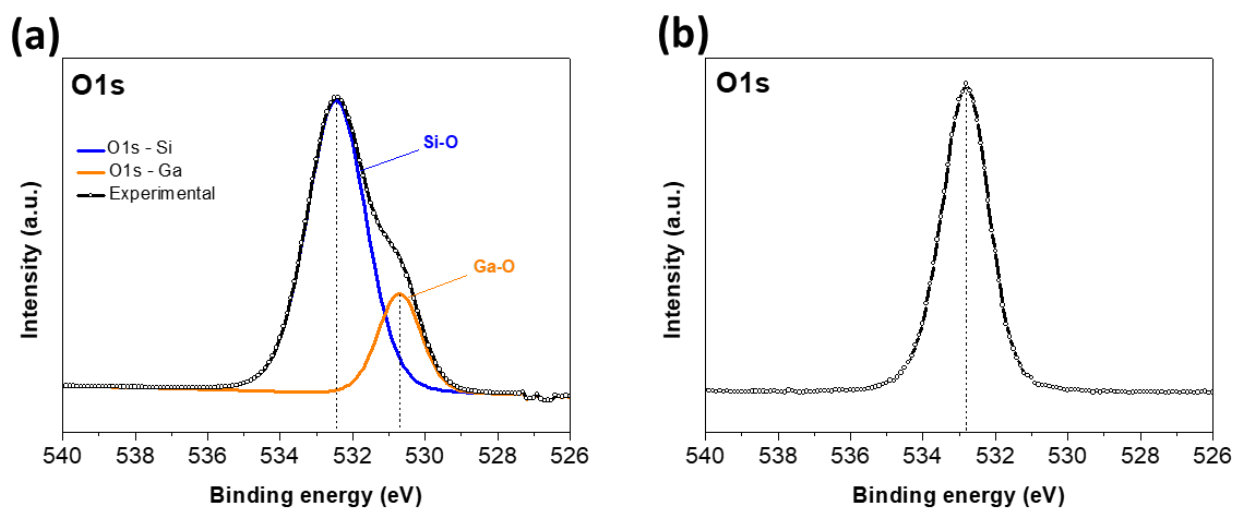 (a)
O1s
O1s - Si
O1s - Ga
Experimental
Si-O
Ga-O
Intensity (a.u.)
540 538 536 534 532 530 528 526
Binding energy (eV)
(b)
O1s
Intensity (a.u.)
540 538 536 534 532 530 528 526
Binding energy (eV)